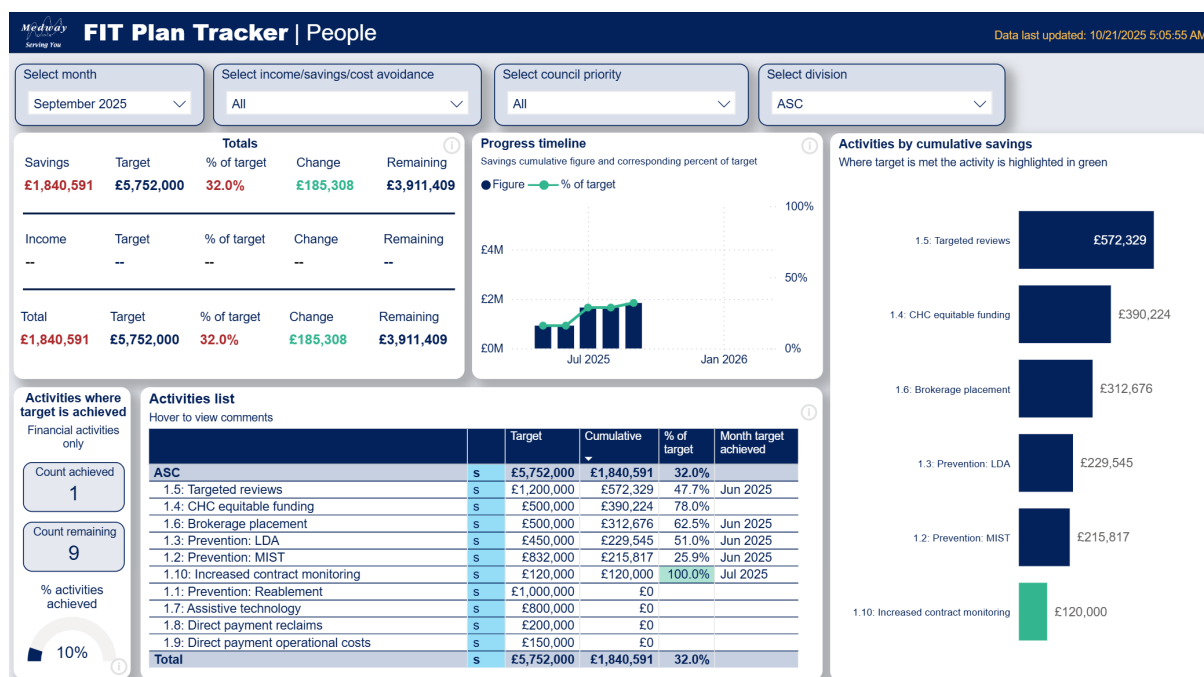 Medway
Serving You
FIT Plan Tracker | People
Data last updated: 10/21/2025 5:05:55 AM
Select month
September 2025
Select income/savings/cost avoidance
All
Select council priority
All
Select division
ASC
Totals
Savings Target % of target Change Remaining
£1,840,591 £5,752,000 32.0% £185,308 £3,911,409
Income Target % of target Change Remaining
-- -- -- -- --
Total Target % of target Change Remaining
£1,840,591 £5,752,000 32.0% £185,308 £3,911,409
Progress timeline
Savings cumulative figure and corresponding percent of target
Figure % of target
100%
£4M
50%
£2M
£0M 0%
Jul 2025 Jan 2026
Activities by cumulative savings
Where target is met the activity is highlighted in green
1.5: Targeted reviews £572,329
1.4: CHC equitable funding £390,224
1.6: Brokerage placement £312,676
1.3: Prevention: LDA £229,545
1.2: Prevention: MIST £215,817
1.10: Increased contract monitoring £120,000
Activities where
target is achieved
Financial activities
only
Count achieved
1
Count remaining
9
% activities
achieved
10%
Activities list
Hover to view comments
Target Cumulative % of target Month target achieved
ASC s £5,752,000 £1,840,591 32.0%
1.5: Targeted reviews s £1,200,000 £572,329 47.7% Jun 2025
1.4: CHC equitable funding s £500,000 £390,224 78.0%
1.6: Brokerage placement s £500,000 £312,676 62.5% Jun 2025
1.3: Prevention: LDA s £450,000 £229,545 51.0% Jun 2025
1.2: Prevention: MIST s £832,000 £215,817 25.9% Jun 2025
1.10: Increased contract monitoring s £120,000 £120,000 100.0% Jul 2025
1.1: Prevention: Reablement s £1,000,000 £0
1.7: Assistive technology s £800,000 £0
1.8: Direct payment reclaims s £200,000 £0
1.9: Direct payment operational costs s £150,000 £0
Total s £5,752,000 £1,840,591 32.0%